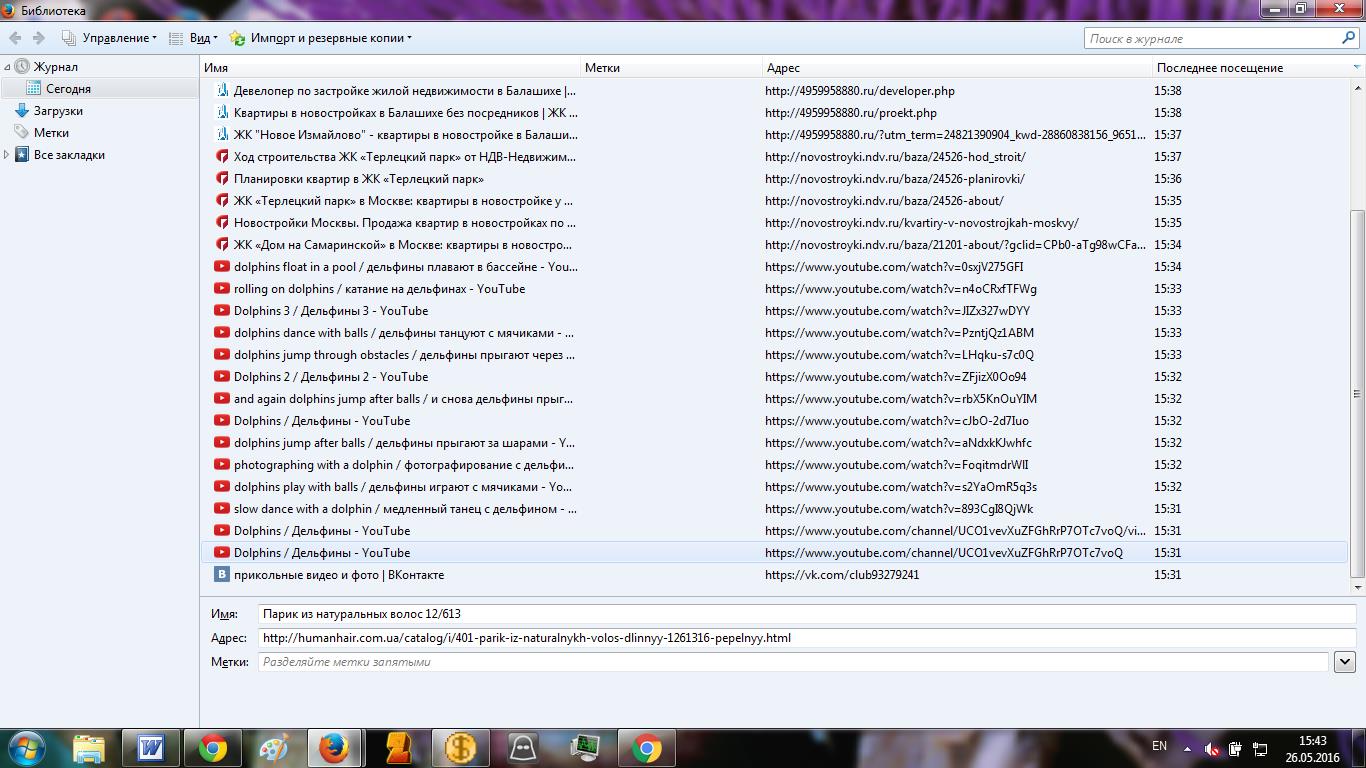 Библиотека
Управление Вид Импорт и резервные копии Поиск в журнале
Журнал
Сегодня
Загрузки
Метки
Все закладки
Имя Метки Адрес Последнее посещение
Девелопер по застройке жилой недвижимости в Балашихе |... http://4959958880.ru/developer.php 15:38
Квартиры в новостройках в Балашихе без посредников | ЖК ... http://4959958880.ru/proekt.php 15:38
ЖК "Новое Измайлово" - квартиры в новостройке в Балаши... http://4959958880.ru/?utm_term=24821390904_kwd-28860838156_9651... 15:37
Ход строительства ЖК «Терлецкий парк» от НДВ-Недвижим... http://novostroyki.ndv.ru/baza/24526-hod_stroit/ 15:37
Планировки квартир в ЖК «Терлецкий парк» http://novostroyki.ndv.ru/baza/24526-planirovki/ 15:36
ЖК «Терлецкий парк» в Москве: квартиры в новостройке у ... http://novostroyki.ndv.ru/baza/24526-about/ 15:35
Новостройки Москвы. Продажа квартир в новостройках по ... http://novostroyki.ndv.ru/kvartiry-v-novostrojkah-moskvy/ 15:35
ЖК «Дом на Самаринской» в Москве: квартиры в новостро... http://novostroyki.ndv.ru/baza/21201-about/?gclid=CPb0-aTg98wCFa... 15:34
dolphins float in a pool / дельфины плавают в бассейне - You... https://www.youtube.com/watch?v=0sxjV275GFI 15:34
rolling on dolphins / катание на дельфинах - YouTube https://www.youtube.com/watch?v=n4oCRxfTFWg 15:33
Dolphins 3 / Дельфины 3 - YouTube https://www.youtube.com/watch?v=JIZx327wDYY 15:33
dolphins dance with balls / дельфины танцуют с мячиками - ... https://www.youtube.com/watch?v=PzntjQz1ABM 15:33
dolphins jump through obstacles / дельфины прыгают через ... https://www.youtube.com/watch?v=LHqku-s7c0Q 15:33
Dolphins 2 / Дельфины 2 - YouTube https://www.youtube.com/watch?v=ZFjizX0Oo94 15:32
and again dolphins jump after balls / и снова дельфины прыг... https://www.youtube.com/watch?v=rbX5KnOuYIM 15:32
Dolphins / Дельфины - YouTube https://www.youtube.com/watch?v=cJbO-2d7Iuo 15:32
dolphins jump after balls / дельфины прыгают за шарами - Y... https://www.youtube.com/watch?v=aNdxkKJwhfc 15:32
photographing with a dolphin / фотографирование с дельфи... https://www.youtube.com/watch?v=FoqitmdrWlI 15:32
dolphins play with balls / дельфины играют с мячиками - Yo... https://www.youtube.com/watch?v=s2YaOmR5q3s 15:32
slow dance with a dolphin / медленный танец с дельфином - ... https://www.youtube.com/watch?v=893CgI8QjWk 15:31
Dolphins / Дельфины - YouTube https://www.youtube.com/channel/UCO1vevXuZFGhRrP7OTc7voQ/vi... 15:31
Dolphins / Дельфины - YouTube https://www.youtube.com/channel/UCO1vevXuZFGhRrP7OTc7voQ 15:31
прикольные видео и фото | ВКонтакте https://vk.com/club93279241 15:31
Имя: Парик из натуральных волос 12/613
Адрес: http://humanhair.com.ua/catalog/i/401-parik-iz-naturalnykh-volos-dlinnyy-1261316-pepelnyy.html
Метки: Разделяйте метки запятыми
EN 15:43
26.05.2016